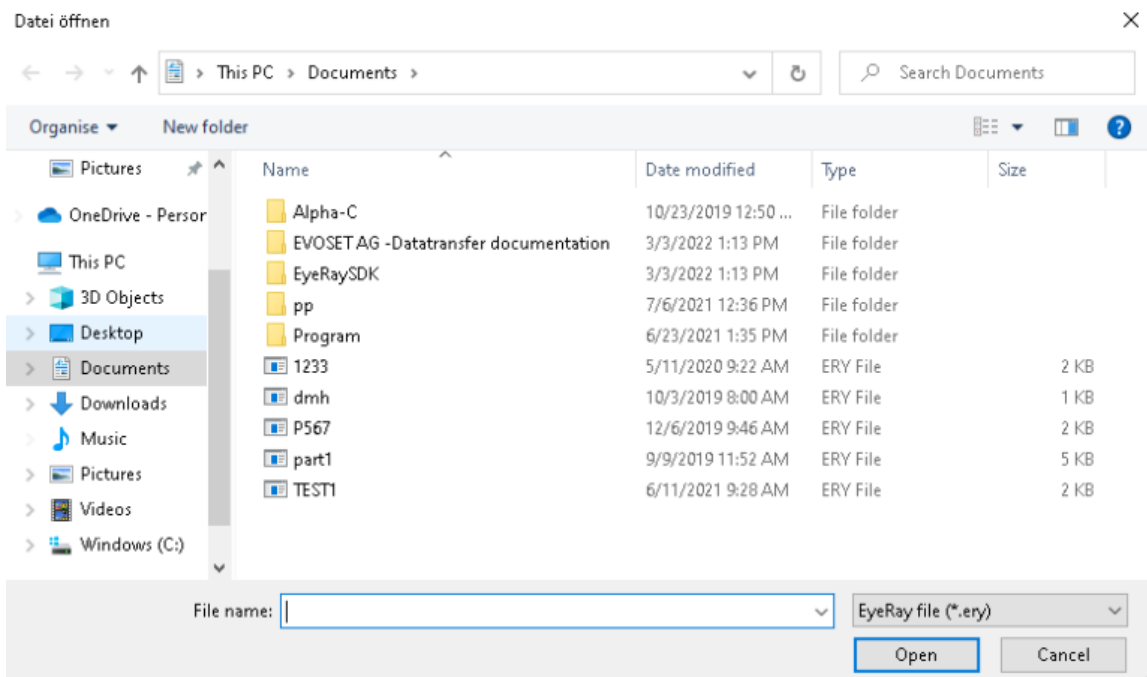 Datei öffnen
This PC > Documents >
Search Documents
Organise
New folder
Name
Date modified
Type
Size
Pictures
OneDrive - Person
This PC
3D Objects
Desktop
Documents
Downloads
Music
Pictures
Videos
Windows (C:)
Alpha-C 10/23/2019 12:50 ... File folder
EVOSET AG -Datatransfer documentation 3/3/2022 1:13 PM File folder
EyeRaySDK 3/3/2022 1:13 PM File folder
pp 7/6/2021 12:36 PM File folder
Program 6/23/2021 1:35 PM File folder
1233 5/11/2020 9:22 AM ERY File 2 KB
dmh 10/3/2019 8:00 AM ERY File 1 KB
P567 12/6/2019 9:46 AM ERY File 2 KB
part1 9/9/2019 11:52 AM ERY File 5 KB
TEST1 6/11/2021 9:28 AM ERY File 2 KB
File name:
EyeRay file (*.ery)
Open
Cancel